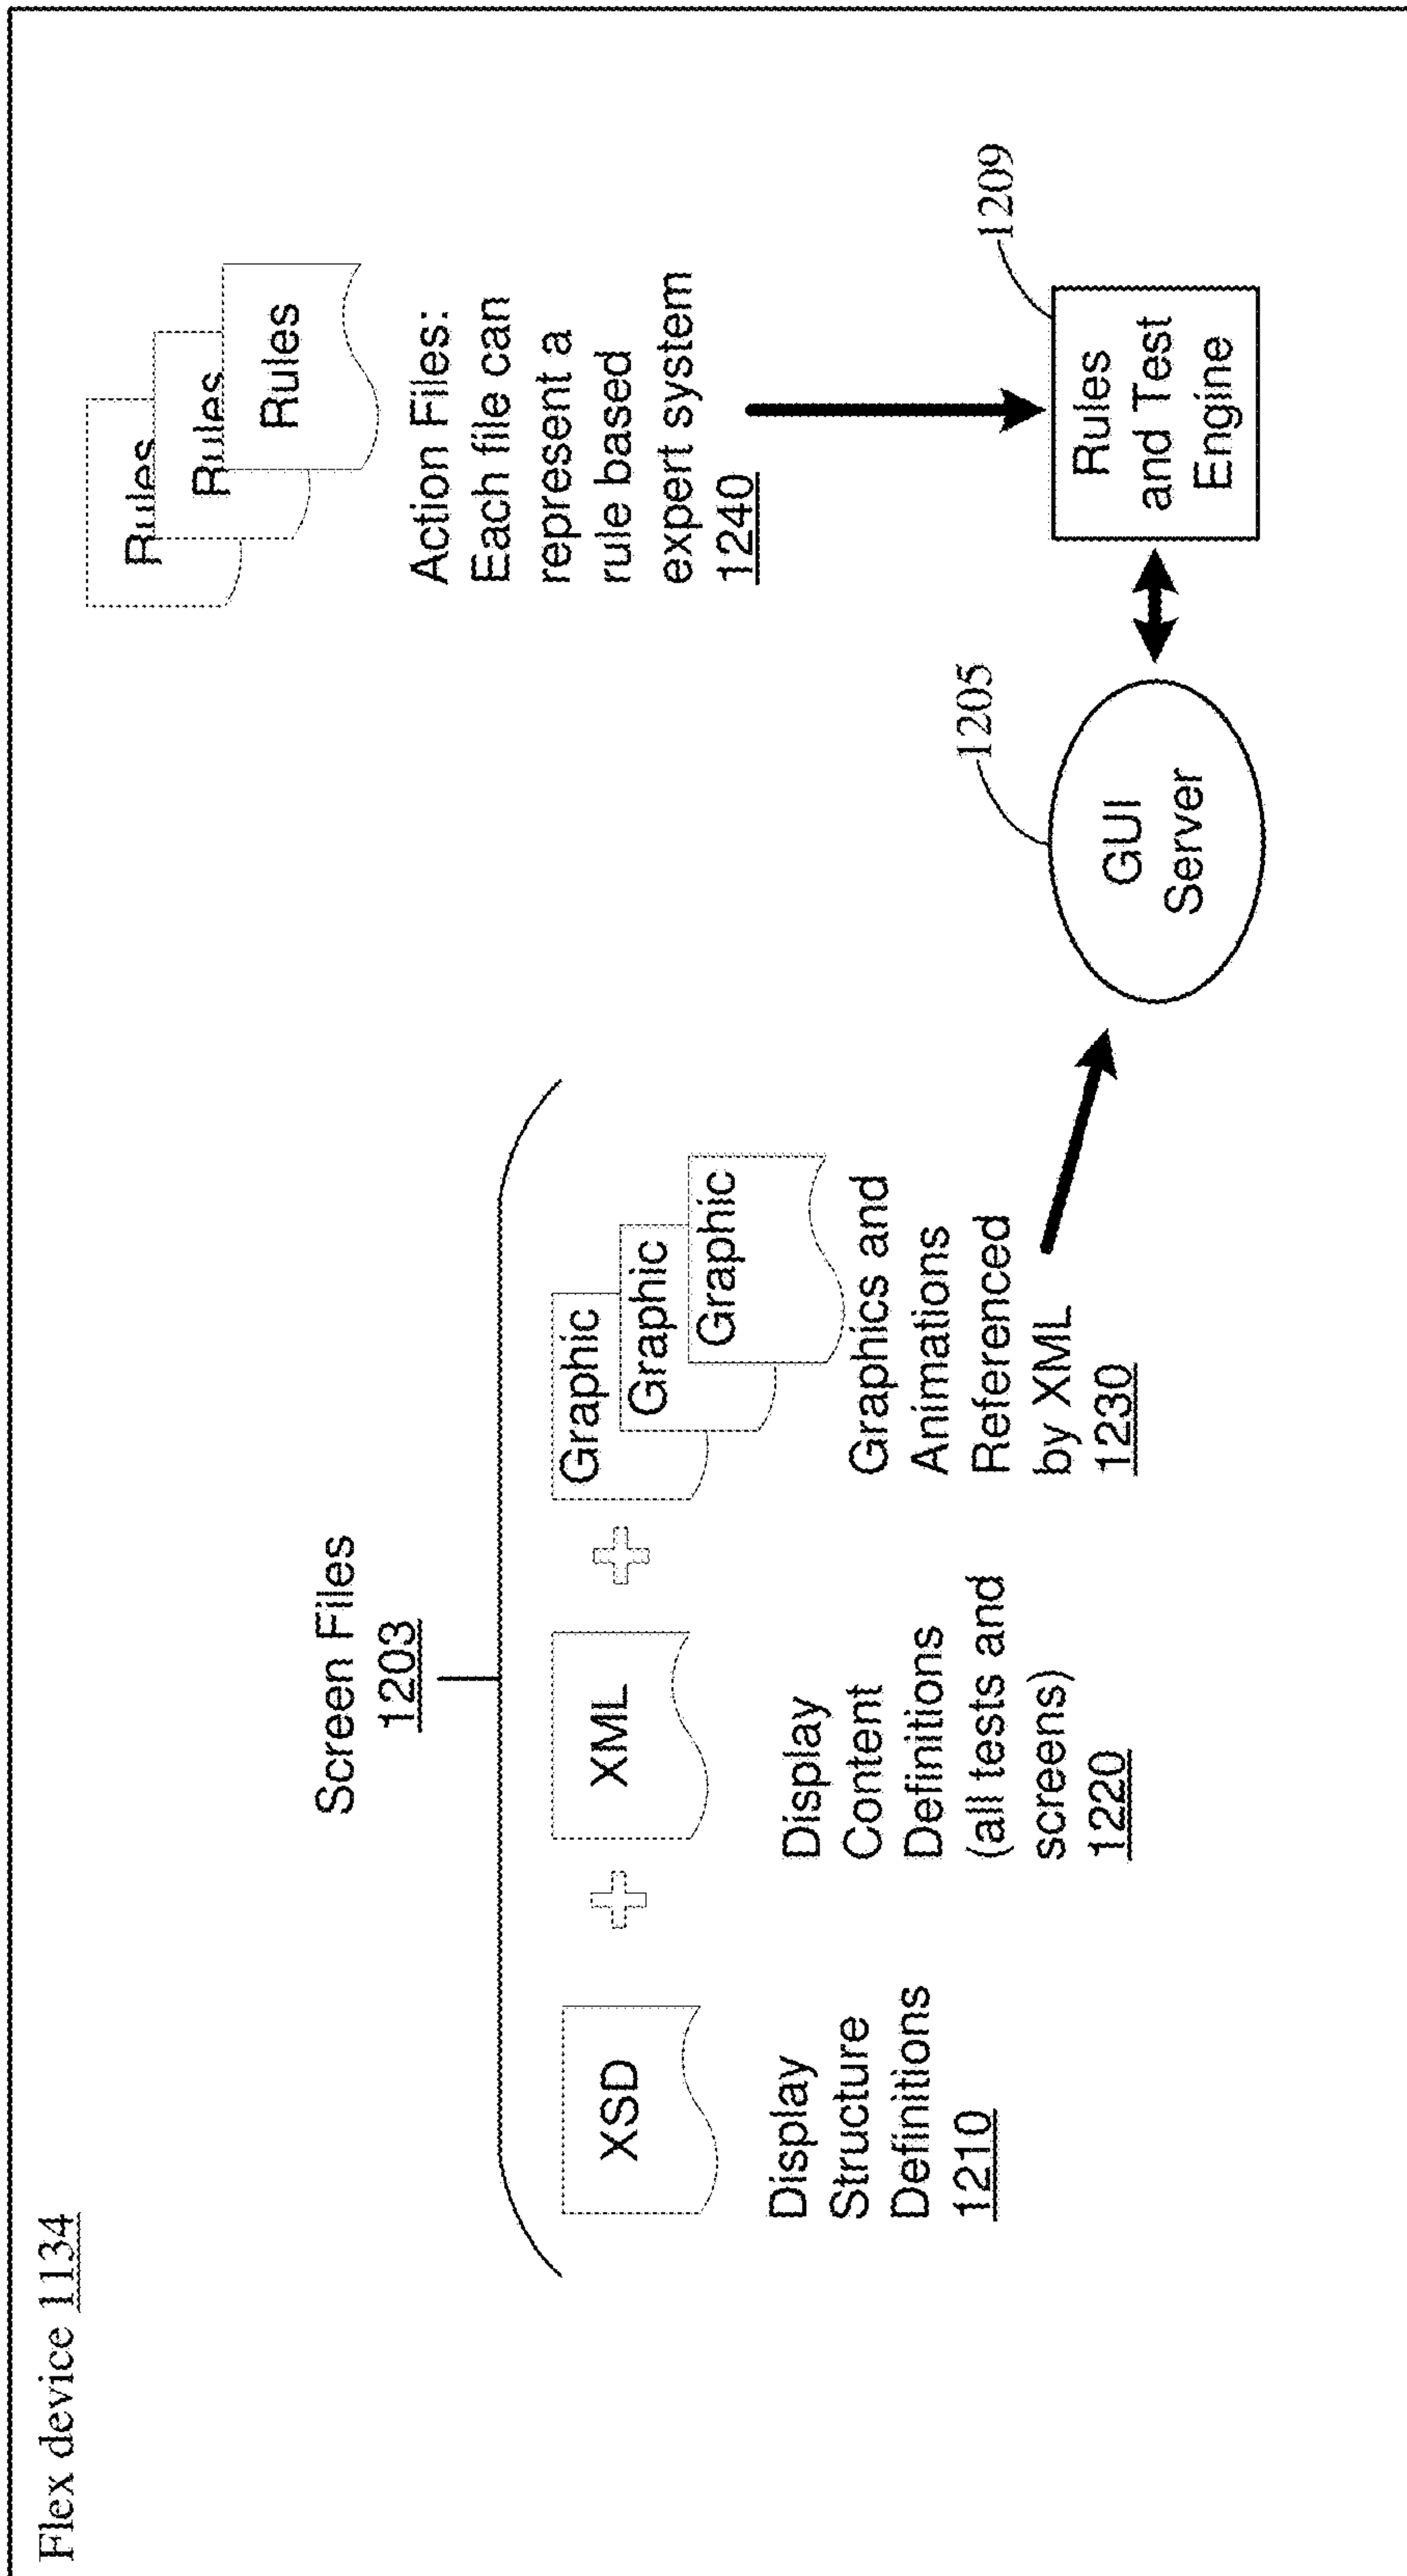 Flex device 1134
Screen Files
1203
XSD
XML
Graphic
Graphic
Graphic
Display
Structure
Definitions
1210
Display
Content
Definitions
(all tests and
screens)
1220
Graphics and
Animations
Referenced
by XML
1230
Rules
Rules
Rules
Action Files:
Each file can
represent a
rule based
expert system
1240
1205
GUI
Server
1209
Rules
and Test
Engine